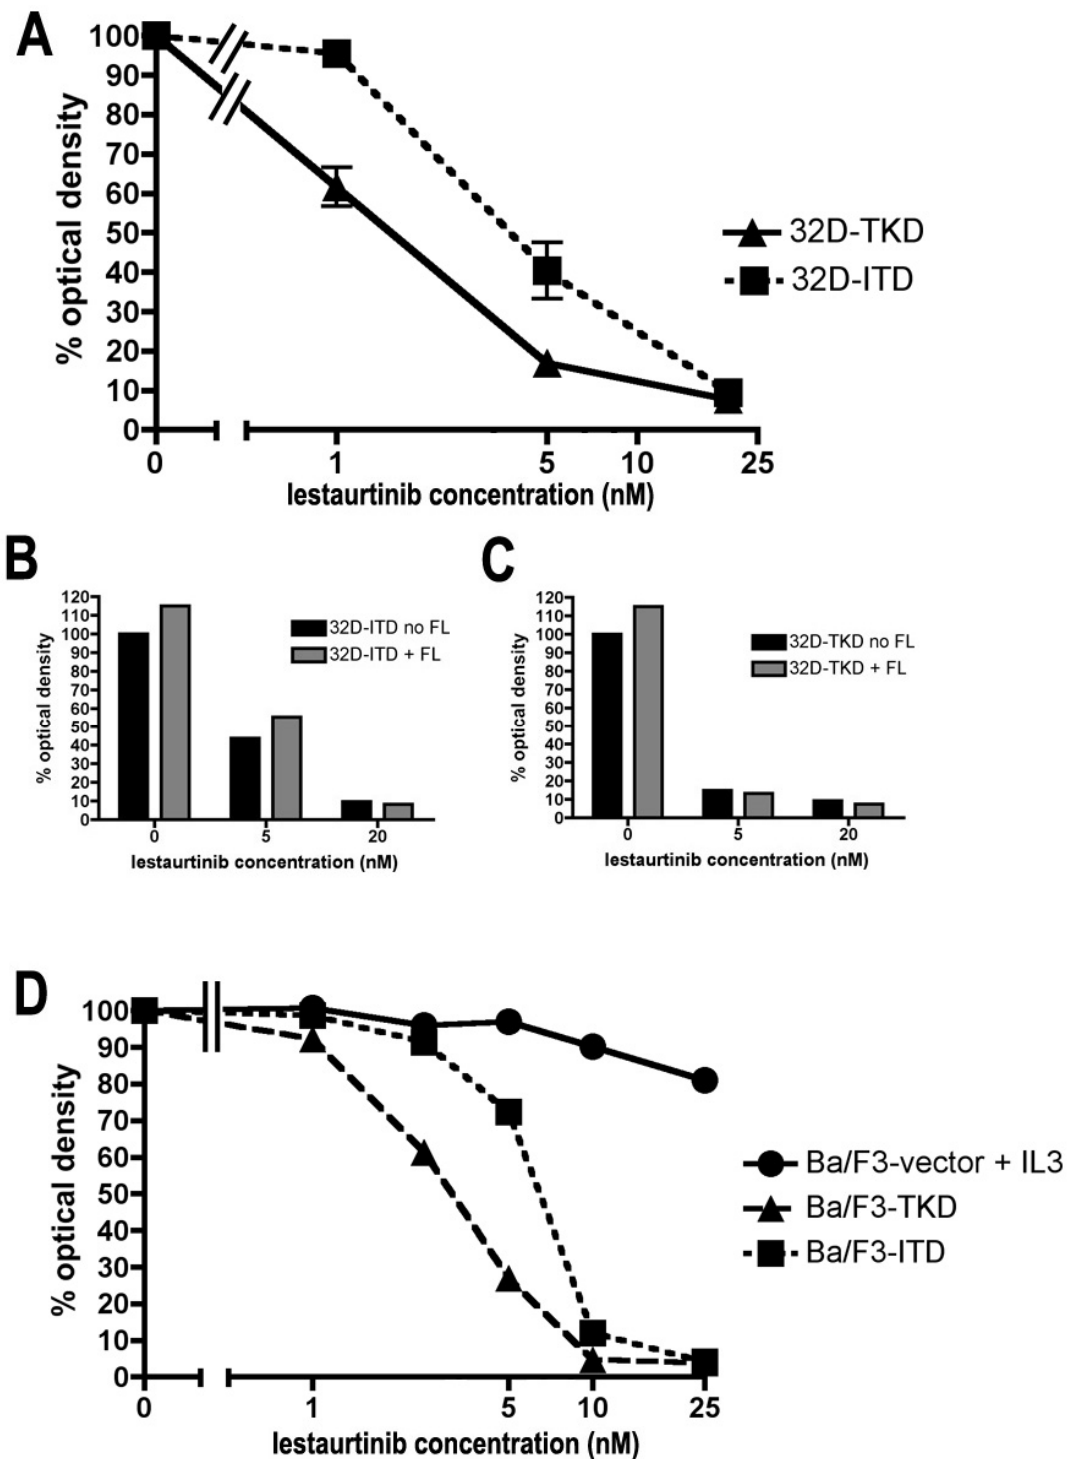 A
% optical density
100
90
80
70
60
50
40
30
20
10
0
0 1 5 10 25
lestaurtinib concentration (nM)
32D-TKD
32D-ITD
B
% optical density
120
110
100
90
80
70
60
50
40
30
20
10
0
0 5 20
lestaurtinib concentration (nM)
32D-ITD no FL
32D-ITD + FL
C
% optical density
120
110
100
90
80
70
60
50
40
30
20
10
0
0 5 20
lestaurtinib concentration (nM)
32D-TKD no FL
32D-TKD + FL
D
% optical density
100
90
80
70
60
50
40
30
20
10
0
0 1 5 10 25
lestaurtinib concentration (nM)
Ba/F3-vector + IL3
Ba/F3-TKD
Ba/F3-ITD